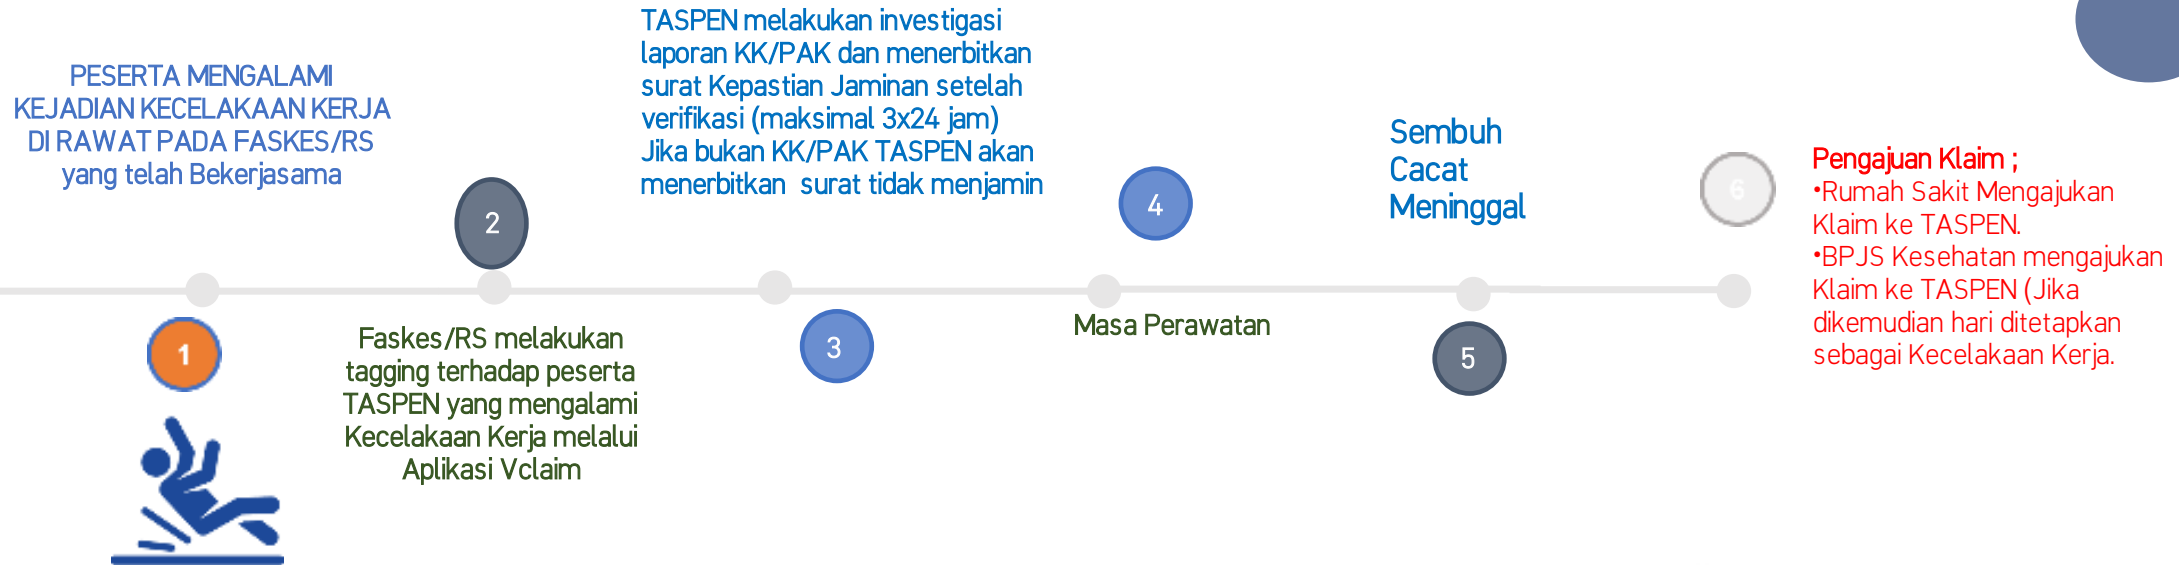 PESERTA MENGALAMI
KEJADIAN KECELAKAAN KERJA
DI RAWAT PADA FASKES/RS
yang telah Bekerjasama
1
2
Faskes/RS melakukan
tagging terhadap peserta
TASPEN yang mengalami
Kecelakaan Kerja melalui
Aplikasi Vclaim
TASPEN melakukan investigasi
laporan KK/PAK dan menerbitkan
surat Kepastian Jaminan setelah
verifikasi (maksimal 3x24 jam)
Jika bukan KK/PAK TASPEN akan
menerbitkan surat tidak menjamin
3
4
Masa Perawatan
Sembuh
Cacat
Meninggal
5
6
Pengajuan Klaim ;
•Rumah Sakit Mengajukan
Klaim ke TASPEN.
•BPJS Kesehatan mengajukan
Klaim ke TASPEN (Jika
dikemudian hari ditetapkan
sebagai Kecelakaan Kerja.